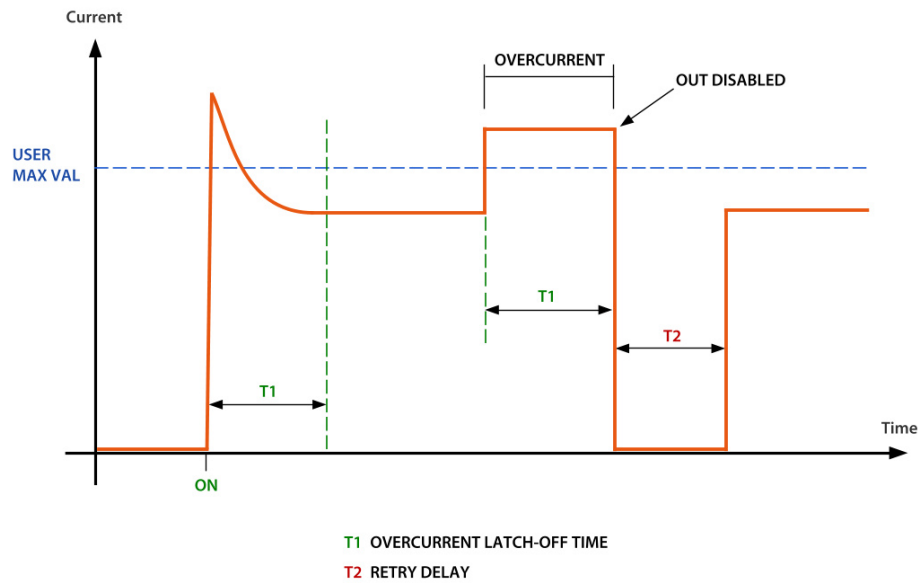 Current
OVERCURRENT
OUT DISABLED
USER
MAX VAL
T1
T2
T1
Time
ON
T1 OVERCURRENT LATCH-OFF TIME
T2 RETRY DELAY